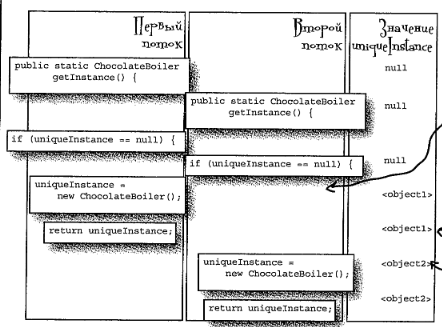 Первый поток
Второй поток
Значение uniqueInstance
public static ChocolateBoiler
getInstance() {
null
public static ChocolateBoiler
getInstance() {
null
if (uniqueInstance == null) {
if (uniqueInstance == null) {
null
uniqueInstance =
new ChocolateBoiler();
<object1>
return uniqueInstance;
<object1>
uniqueInstance =
new ChocolateBoiler();
<object2>
return uniqueInstance;
<object2>